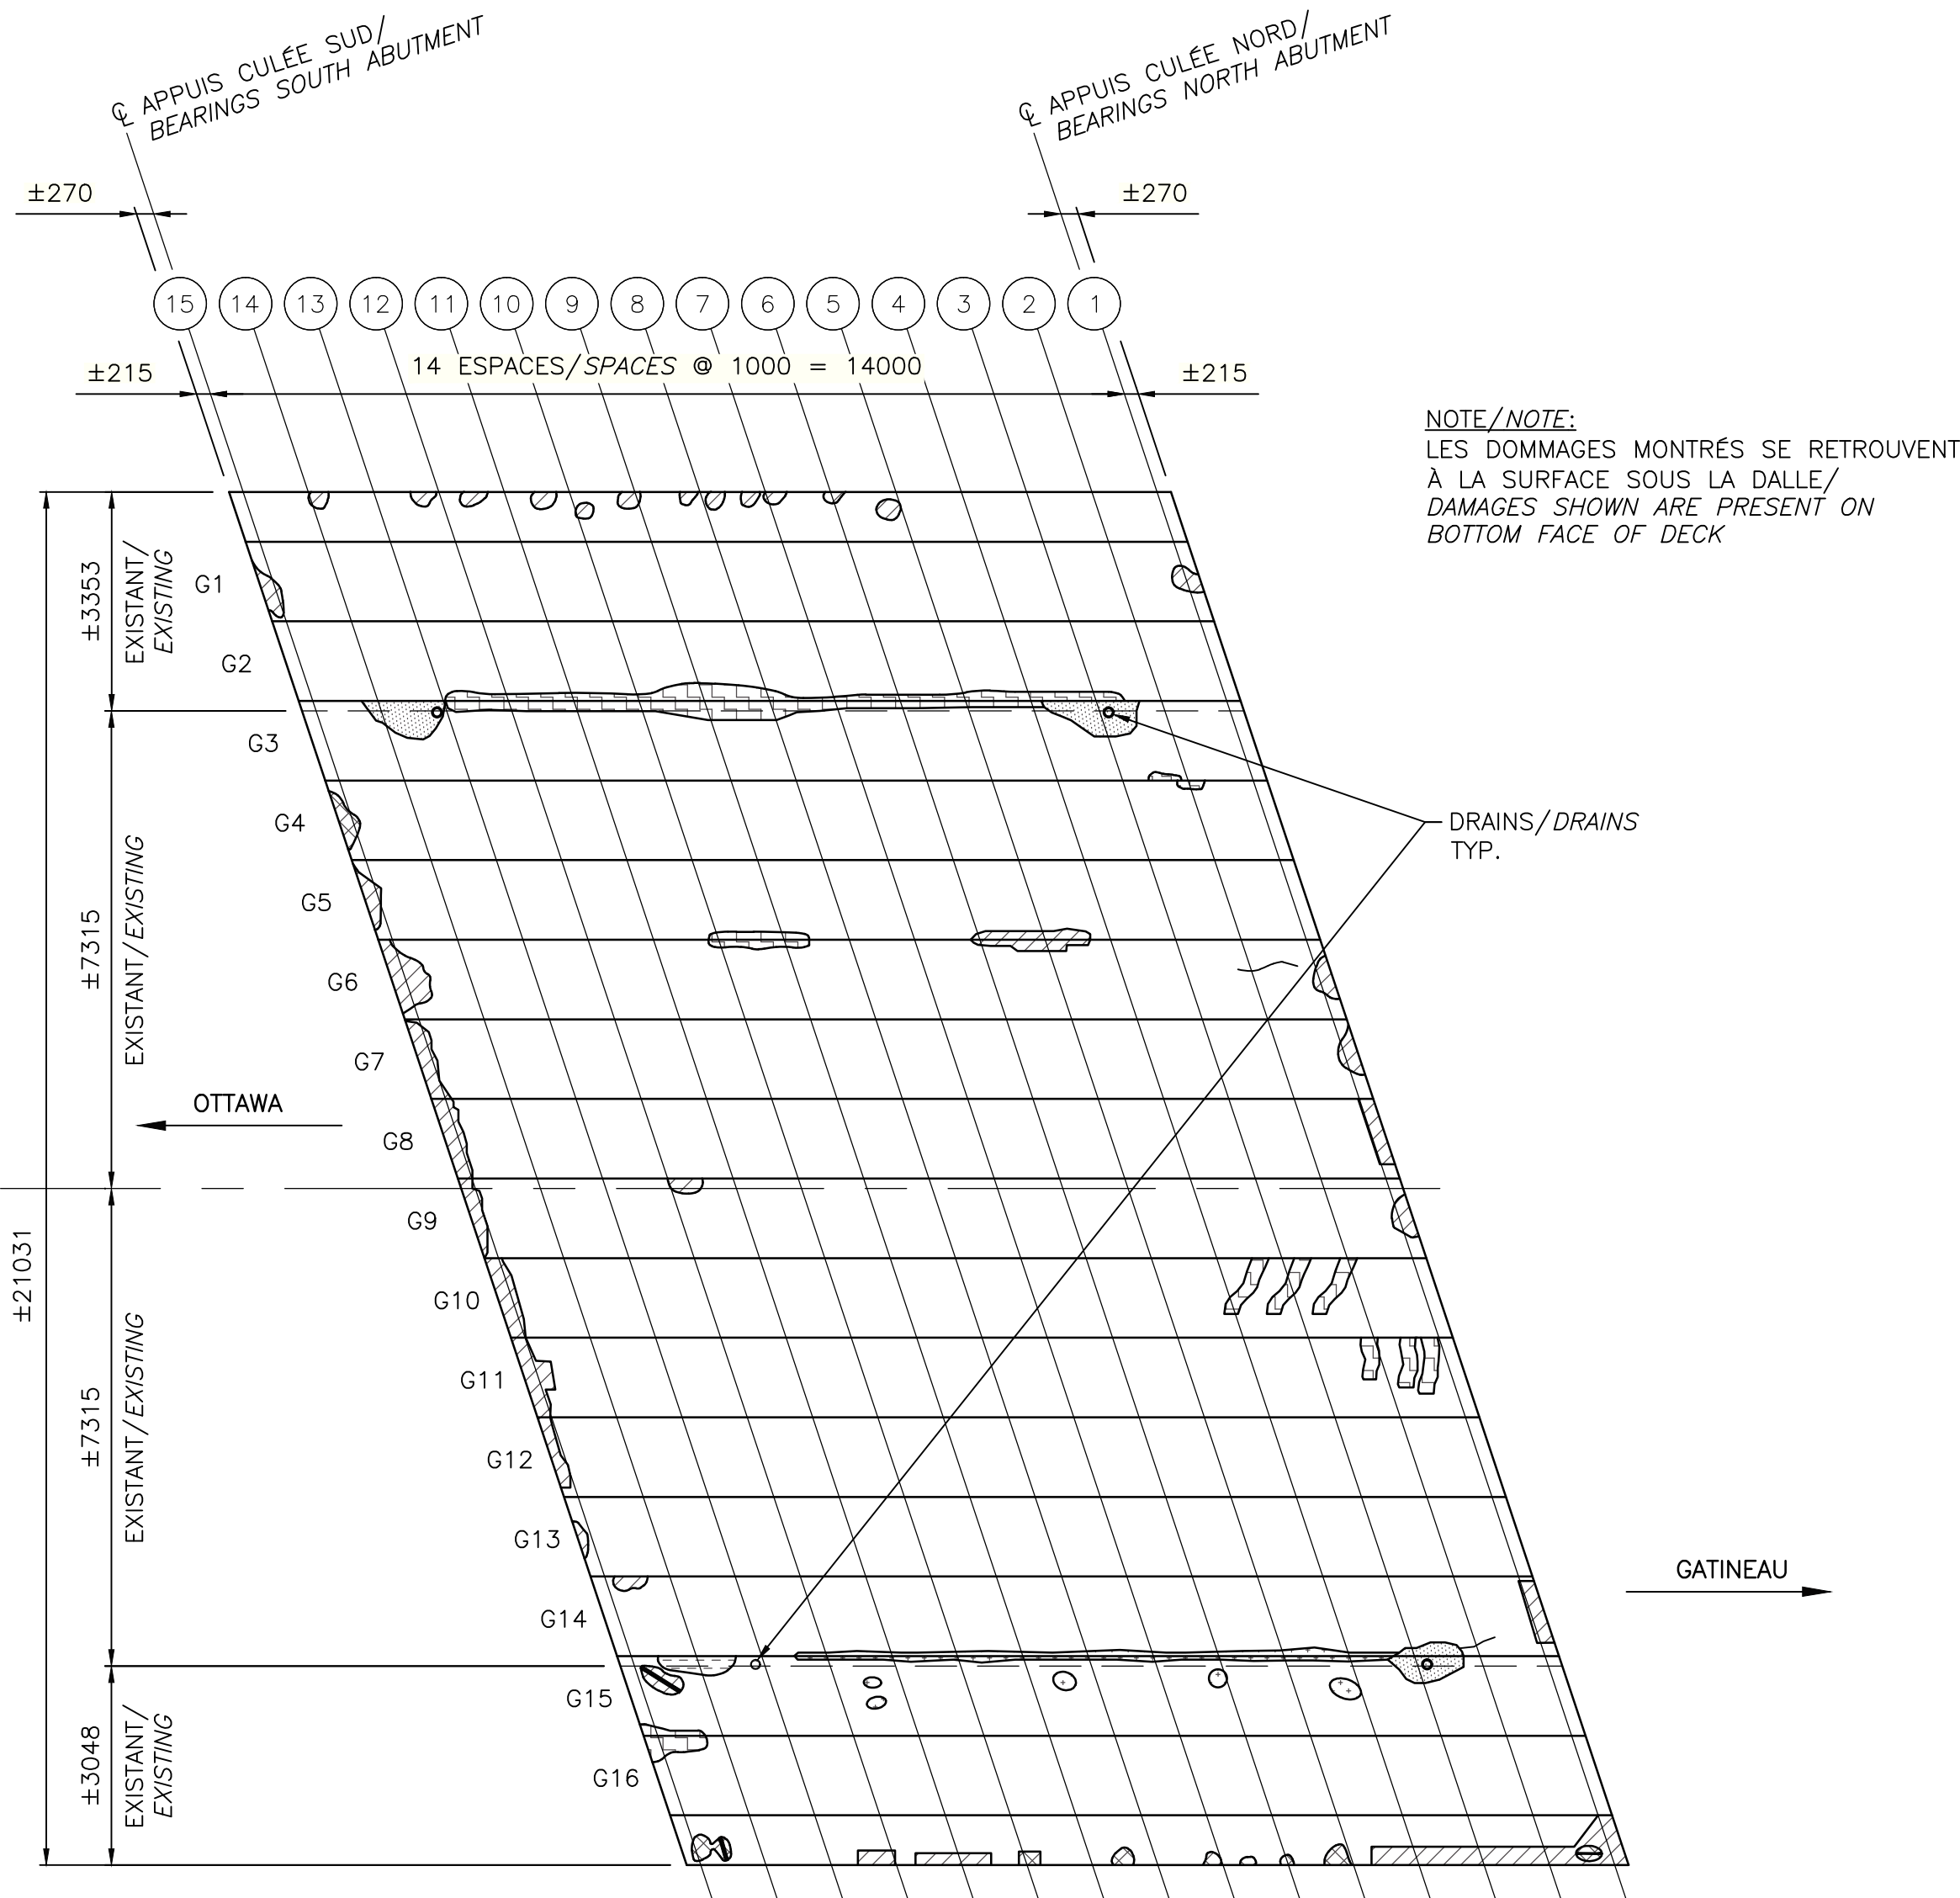 ℄ APPUIS CULÉE SUD/
BEARINGS SOUTH ABUTMENT
℄ APPUIS CULÉE NORD/
BEARINGS NORTH ABUTMENT
±270
±270
15
14
13
12
11
10
9
8
7
6
5
4
3
2
1
±215
14 ESPACES/SPACES @ 1000 = 14000
±215
NOTE/NOTE:
LES DOMMAGES MONTRÉS SE RETROUVENT
À LA SURFACE SOUS LA DALLE/
DAMAGES SHOWN ARE PRESENT ON
BOTTOM FACE OF DECK
±3353
EXISTANT/
EXISTING
G1
G2
G3
G4
DRAINS/DRAINS
TYP.
±7315
EXISTANT/EXISTING
G5
G6
G7
OTTAWA
G8
G9
±21031
G10
±7315
EXISTANT/EXISTING
G11
G12
G13
GATINEAU
G14
G15
±3048
EXISTANT/
EXISTING
G16